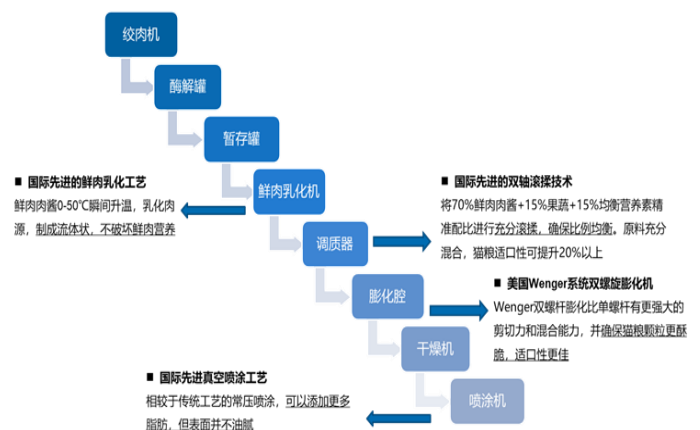 绞肉机
酶解罐
暂存罐
鲜肉乳化机
调质器
膨化腔
干燥机
喷涂机
■ 国际先进的鲜肉乳化工艺
鲜肉肉酱0-50℃瞬间升温，乳化肉
源，制成流体状，不破坏鲜肉营养
■ 国际先进的双轴滚揉技术
将70%鲜肉肉酱+15%果蔬+15%均衡营养素精
准配比进行充分滚揉，确保比例均衡。原料充分
混合，猫粮适口性可提升20%以上
■ 美国Wenger系统双螺旋膨化机
Wenger双螺杆膨化比单螺杆有更强大的
剪切力和混合能力，并确保猫粮颗粒更酥
脆，适口性更佳
■ 国际先进真空喷涂工艺
相较于传统工艺的常压喷涂，可以添加更多
脂肪，但表面并不油腻